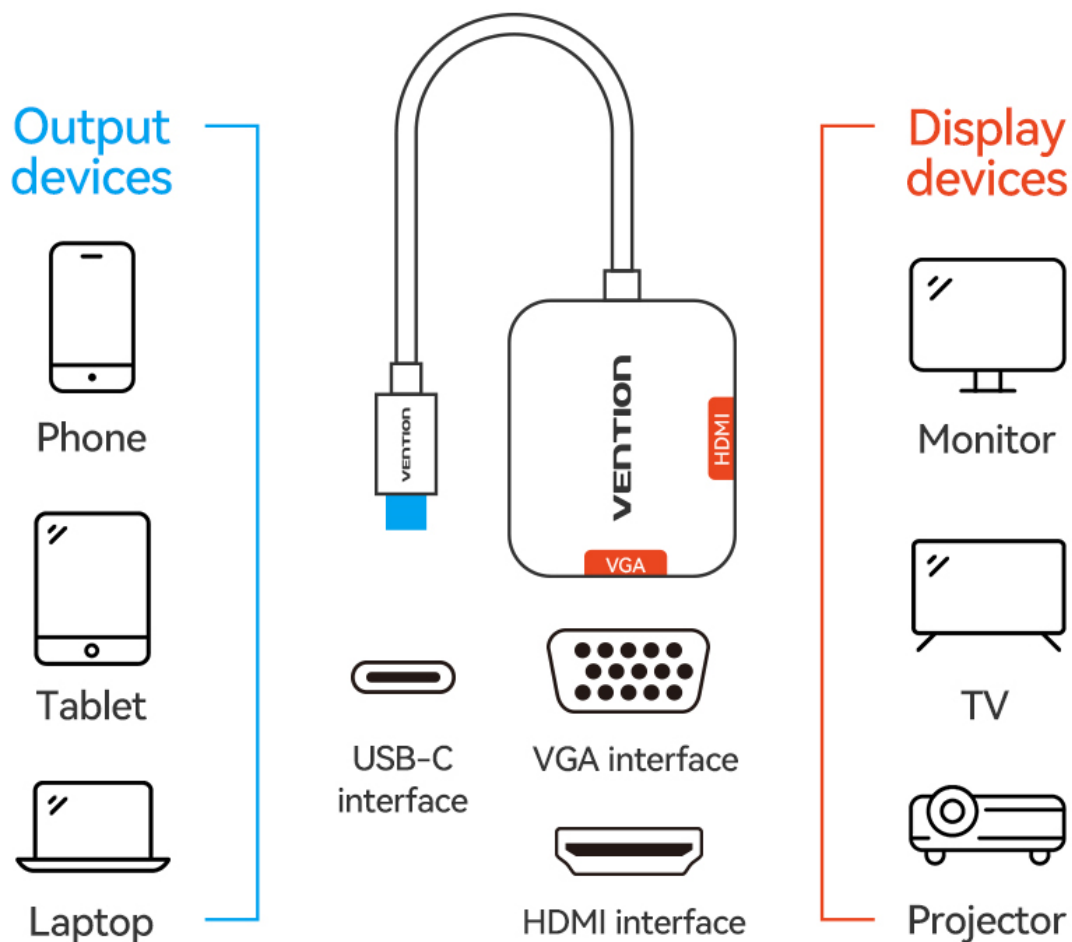 Output
devices
Phone
Tablet
Laptop
VENTION
VENTION
HDMI
VGA
USB-C
interface
VGA interface
HDMI interface
Display
devices
Monitor
TV
Projector